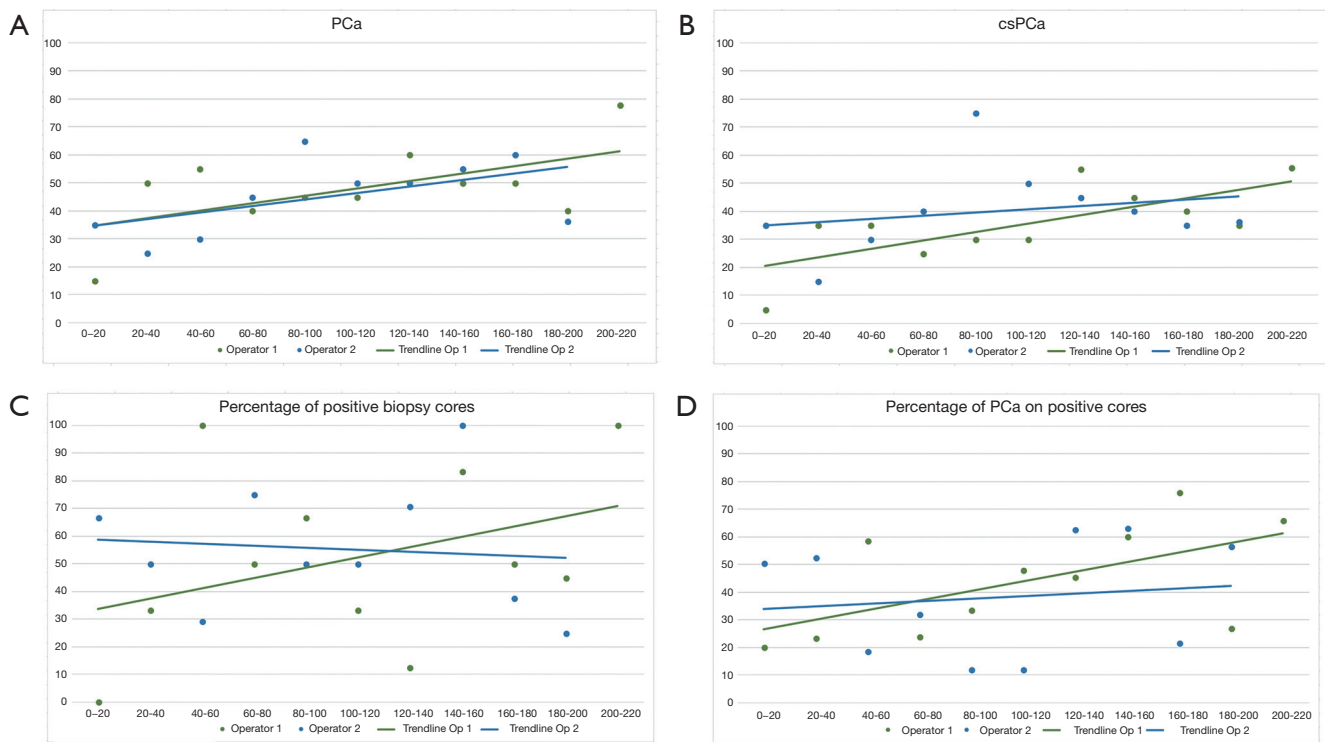 A
PCa
100
90
80
70
60
50
40
30
20
10
0
0–20 20-40 40-60 60-80 80-100 100-120 120-140 140-160 160-180 180-200 200-220
Operator 1 Operator 2 Trendline Op 1 Trendline Op 2
B
csPCa
100
90
80
70
60
50
40
30
20
10
0
0–20 20-40 40-60 60-80 80-100 100-120 120-140 140-160 160-180 180-200 200-220
Operator 1 Operator 2 Trendline Op 1 Trendline Op 2
C
Percentage of positive biopsy cores
100
90
80
70
60
50
40
30
20
10
0
0–20 20-40 40-60 60-80 80-100 100-120 120-140 140-160 160-180 180-200 200-220
Operator 1 Operator 2 Trendline Op 1 Trendline Op 2
D
Percentage of PCa on positive cores
100
90
80
70
60
50
40
30
20
10
0
0–20 20-40 40-60 60-80 80-100 100-120 120-140 140-160 160-180 180-200 200-220
Operator 1 Operator 2 Trendline Op 1 Trendline Op 2